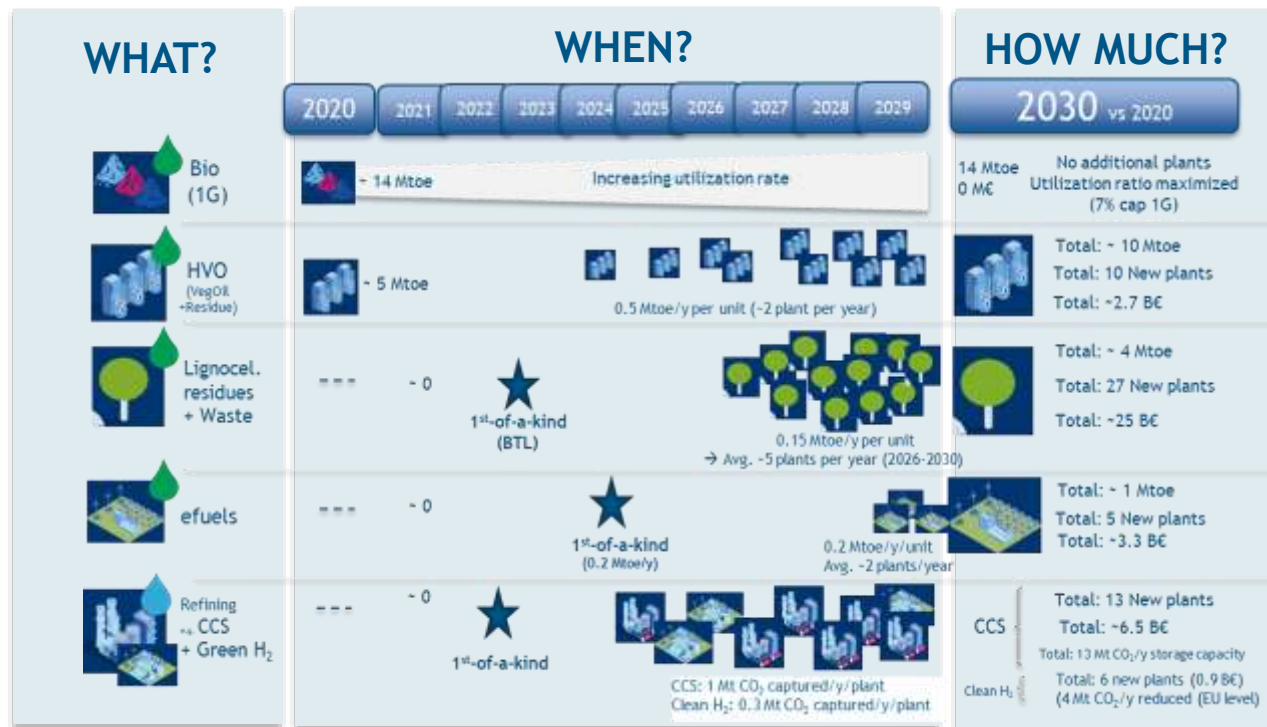 WHAT?
WHEN?
HOW MUCH?
2020
2021
2022
2023
2024
2025
2026
2027
2028
2029
2030 vs 2020
Bio
(1G)
~ 14 Mtoe
Increasing utilization rate
14 Mtoe
0 M€
No additional plants
Utilization ratio maximized
(7% cap 1G)
HVO
(VegOil
+Residue)
~ 5 Mtoe
0.5 Mtoe/y per unit (~2 plant per year)
Total: ~ 10 Mtoe
Total: 10 New plants
Total: ~2.7 B€
Lignocel.
residues
+ Waste
---
~ 0
1st-of-a-kind
(BTL)
0.15 Mtoe/y per unit
→ Avg. ~5 plants per year (2026-2030)
Total: ~ 4 Mtoe
Total: 27 New plants
Total: ~25 B€
efuels
---
~ 0
1st-of-a-kind
(0.2 Mtoe/y)
0.2 Mtoe/y/unit
Avg. ~2 plants/year
Total: ~ 1 Mtoe
Total: 5 New plants
Total: ~3.3 B€
Refining
CCS
+ Green H₂
---
~ 0
1st-of-a-kind
CCS: 1 Mt CO₂ captured/y/plant
Clean H₂: 0.3 Mt CO₂ captured/y/plant
CCS
Total: 13 New plants
Total: ~6.5 B€
Total: 13 Mt CO₂/y storage capacity
Clean H₂
Total: 6 new plants (0.9 B€)
(4 Mt CO₂/y reduced (EU level)